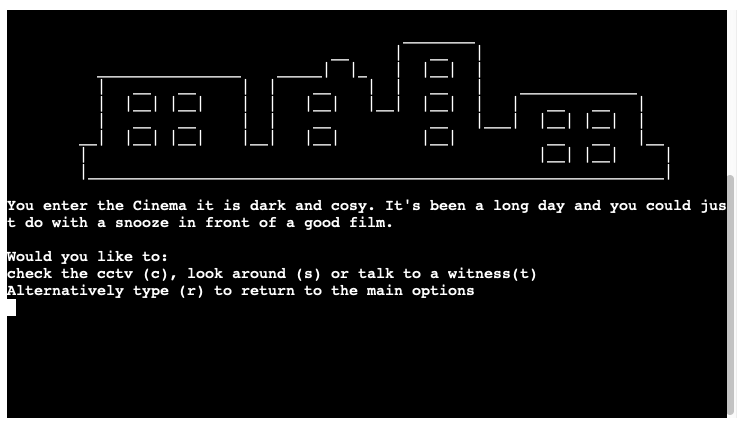 You enter the Cinema it is dark and cosy. It's been a long day and you could jus
t do with a snooze in front of a good film.
Would you like to:
check the cctv (c), look around (s) or talk to a witness(t)
Alternatively type (r) to return to the main options